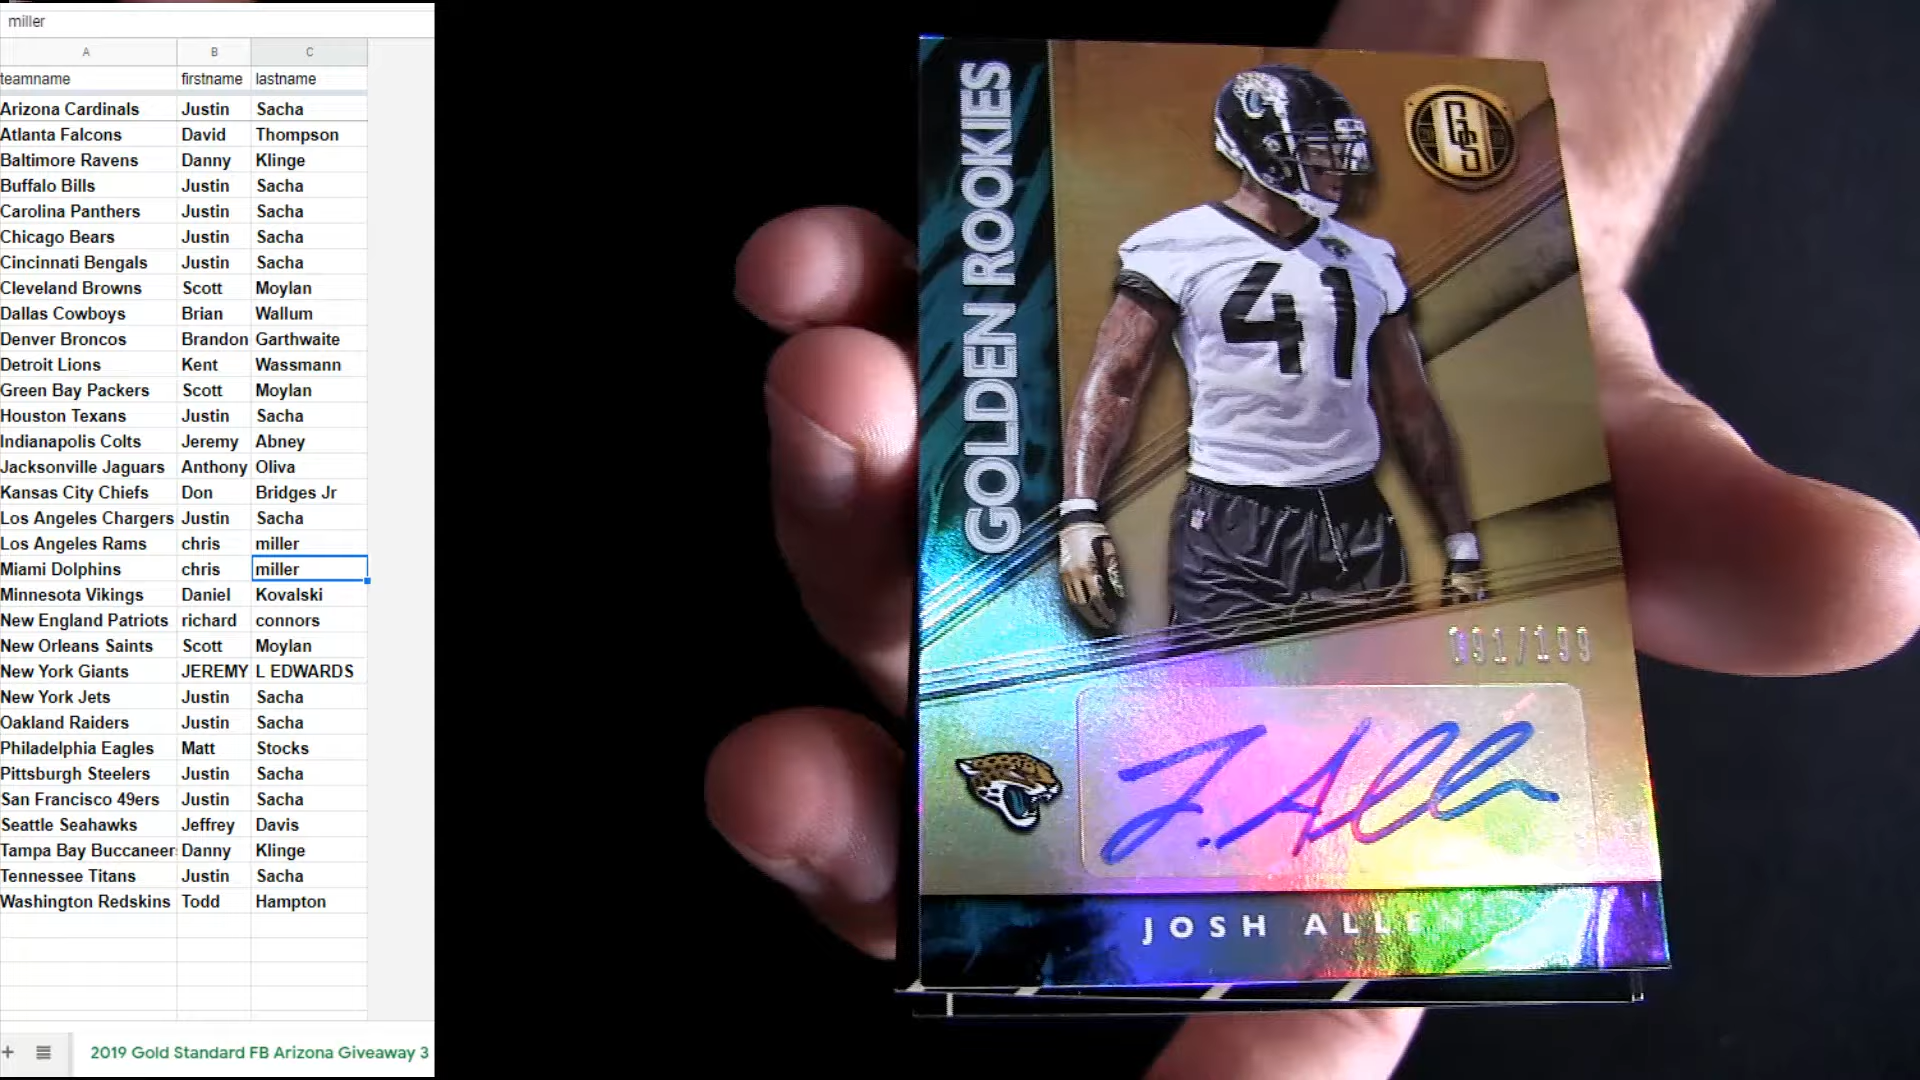 miller
A B C
teamname firstname lastname
Arizona Cardinals Justin Sacha
Atlanta Falcons David Thompson
Baltimore Ravens Danny Klinge
Buffalo Bills Justin Sacha
Carolina Panthers Justin Sacha
Chicago Bears Justin Sacha
Cincinnati Bengals Justin Sacha
Cleveland Browns Scott Moylan
Dallas Cowboys Brian Wallum
Denver Broncos Brandon Garthwaite
Detroit Lions Kent Wassmann
Green Bay Packers Scott Moylan
Houston Texans Justin Sacha
Indianapolis Colts Jeremy Abney
Jacksonville Jaguars Anthony Oliva
Kansas City Chiefs Don Bridges Jr
Los Angeles Chargers Justin Sacha
Los Angeles Rams chris miller
Miami Dolphins chris miller
Minnesota Vikings Daniel Kovalski
New England Patriots richard connors
New Orleans Saints Scott Moylan
New York Giants JEREMY L EDWARDS
New York Jets Justin Sacha
Oakland Raiders Justin Sacha
Philadelphia Eagles Matt Stocks
Pittsburgh Steelers Justin Sacha
San Francisco 49ers Justin Sacha
Seattle Seahawks Jeffrey Davis
Tampa Bay Buccaneer Danny Klinge
Tennessee Titans Justin Sacha
Washington Redskins Todd Hampton
+ 2019 Gold Standard FB Arizona Giveaway 3
GOLDEN ROOKIES
GS
41
191/199
J. Allen
JOSH ALLEN